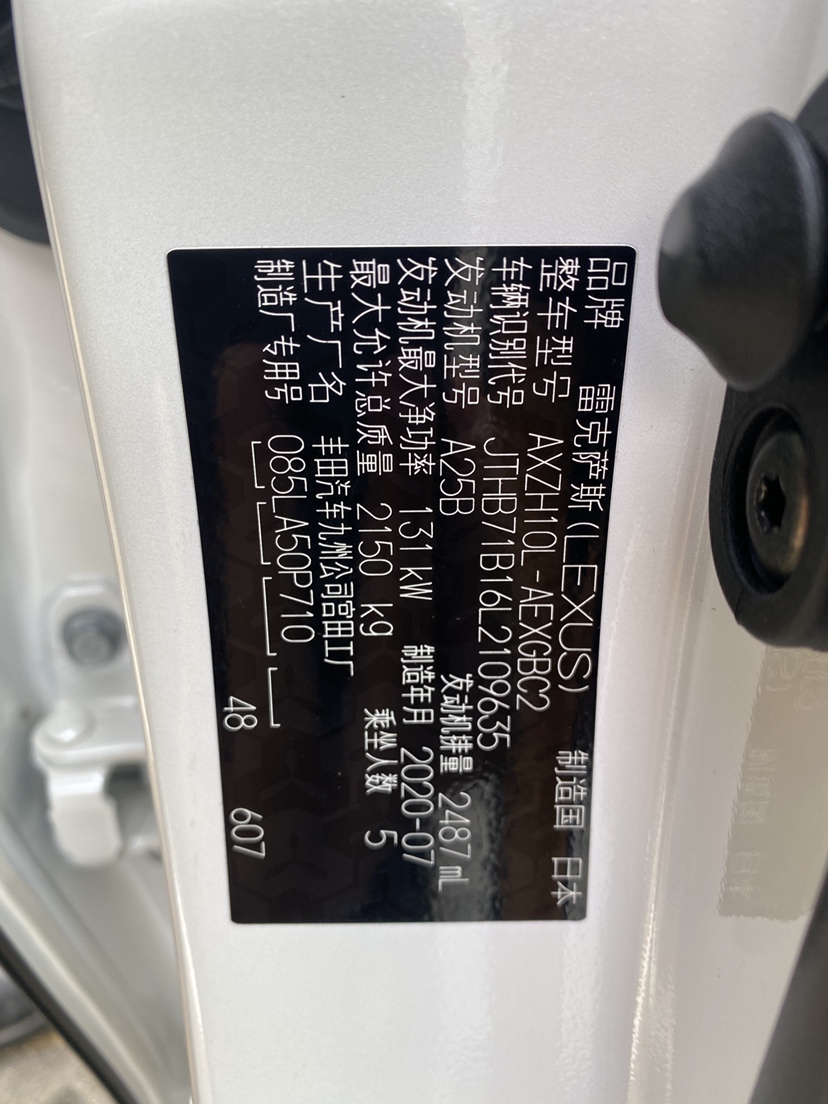 品牌 雷克萨斯(LEXUS) 制造国 日本
整车型号 AXZH10L-AEXGBC2
车辆识别代号 JTHB71B16L2109635
发动机型号 A25B 发动机排量 2487 mL
发动机最大净功率 131 kW 制造年月 2020-07
最大允许总质量 2150 kg 乘坐人数 5
生产厂名 丰田汽车九州公司宫田工厂
制造厂专用号 085LA50P710
48 607